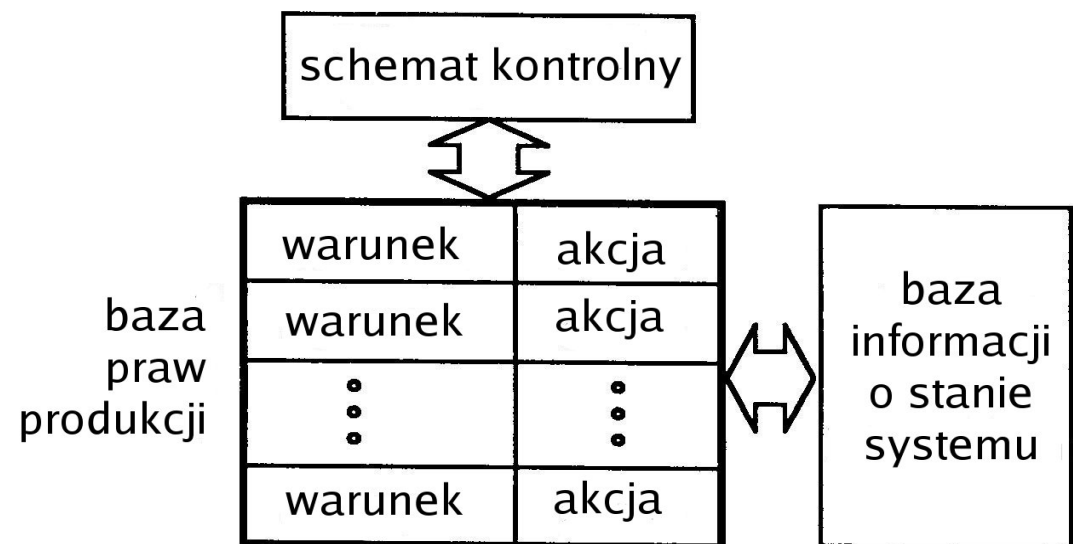 schemat kontrolny
baza
praw
produkcji
warunek akcja
warunek akcja
warunek akcja
baza
informacji
o stanie
systemu